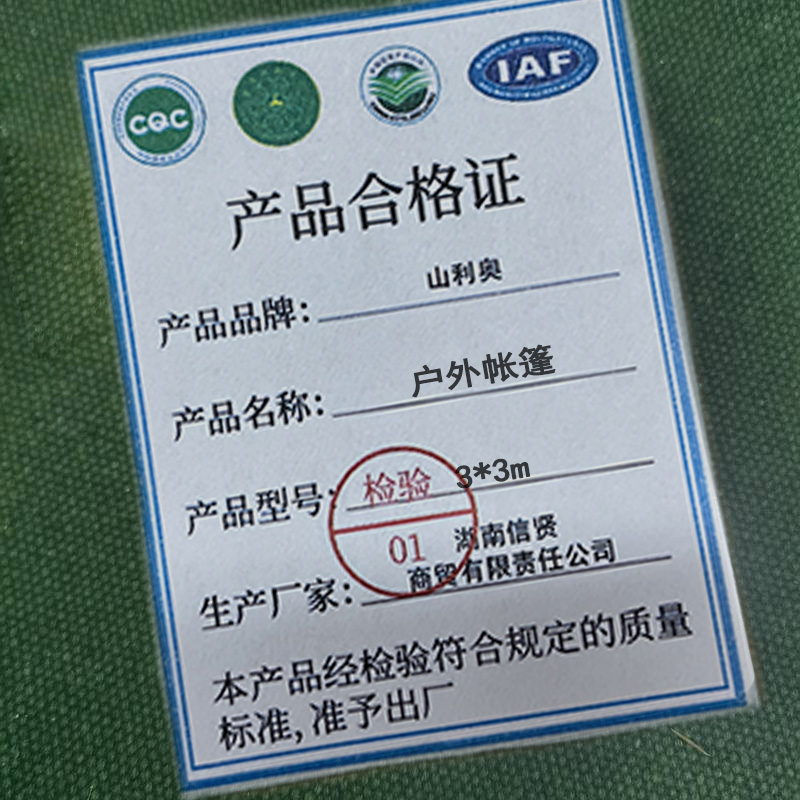 CQC
IAF
产品合格证
产品品牌： 山利奥
产品名称： 户外帐篷
产品型号： 3*3m
检验
01
湖南信贤
生产厂家： 商贸有限责任公司
本产品经检验符合规定的质量
标准,准予出厂